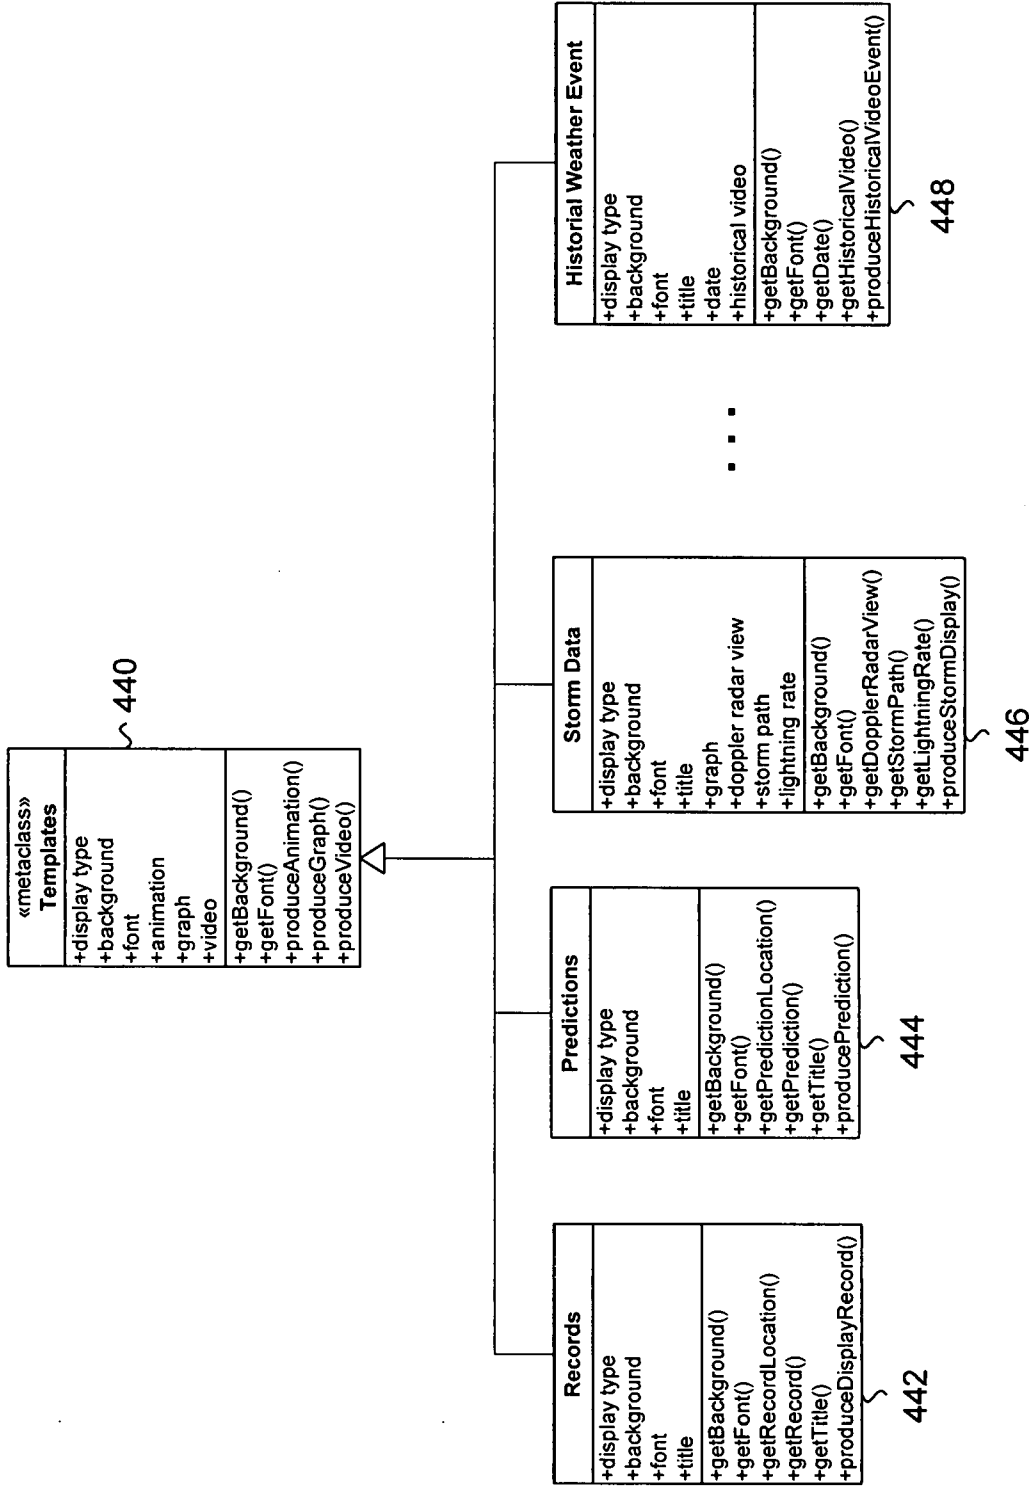 «metaclass»
Templates
+display type
+background
+font
+animation
+graph
+video
+getBackground()
+getFont()
+produceAnimation()
+produceGraph()
+produceVideo()
440
Records
+display type
+background
+font
+title
+getBackground()
+getFont()
+getRecordLocation()
+getRecord()
+getTitle()
+produceDisplayRecord()
442
Predictions
+display type
+background
+font
+title
+getBackground()
+getFont()
+getPredictionLocation()
+getPrediction()
+getTitle()
+producePrediction()
444
Storm Data
+display type
+background
+font
+title
+graph
+doppler radar view
+storm path
+lightning rate
+getBackground()
+getFont()
+getDopplerRadarView()
+getStormPath()
+getLightningRate()
+produceStormDisplay()
446
. . .
Historial Weather Event
+display type
+background
+font
+title
+date
+historical video
+getBackground()
+getFont()
+getDate()
+getHistoricalVideo()
+produceHistoricalVideoEvent()
448